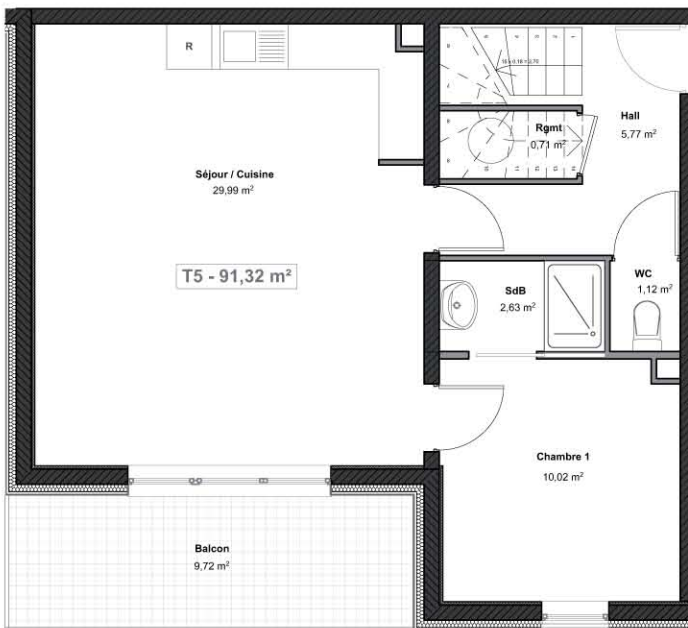 R
Hall
5,77 m²
Rgmt
0,71 m²
Séjour / Cuisine
29,99 m²
T5 - 91,32 m²
WC
1,12 m²
SdB
2,63 m²
Chambre 1
10,02 m²
Balcon
9,72 m²